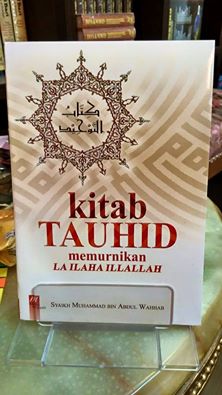 كتاب
التوحيد
kitab
TAUHID
memurnikan
LA ILAHA ILLALLAH
SYAIKH MUHAMMAD BIN ABDUL WAHHAB